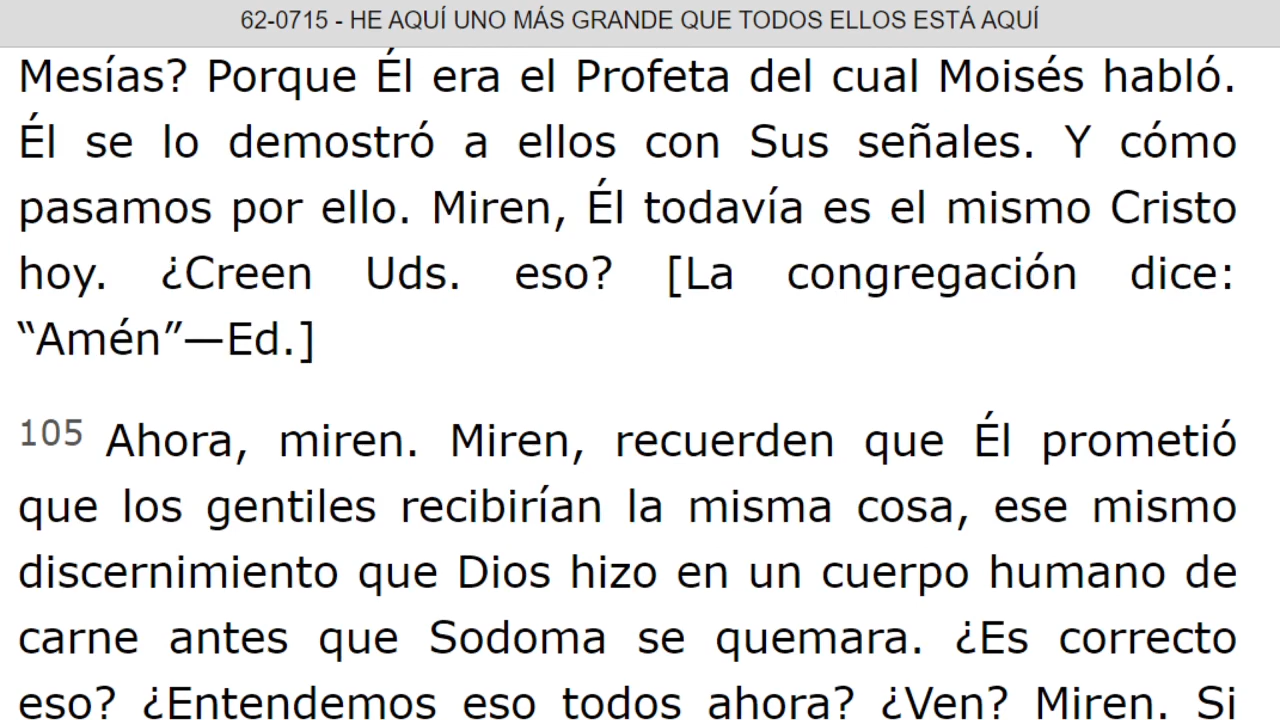 62-0715 - HE AQUÍ UNO MÁS GRANDE QUE TODOS ELLOS ESTÁ AQUÍ
Mesías? Porque Él era el Profeta del cual Moisés habló.
Él se lo demostró a ellos con Sus señales. Y cómo
pasamos por ello. Miren, Él todavía es el mismo Cristo
hoy. ¿Creen Uds. eso? [La congregación dice:
“Amén”—Ed.]
105 Ahora, miren. Miren, recuerden que Él prometió
que los gentiles recibirían la misma cosa, ese mismo
discernimiento que Dios hizo en un cuerpo humano de
carne antes que Sodoma se quemara. ¿Es correcto
eso? ¿Entendemos eso todos ahora? ¿Ven? Miren. Si